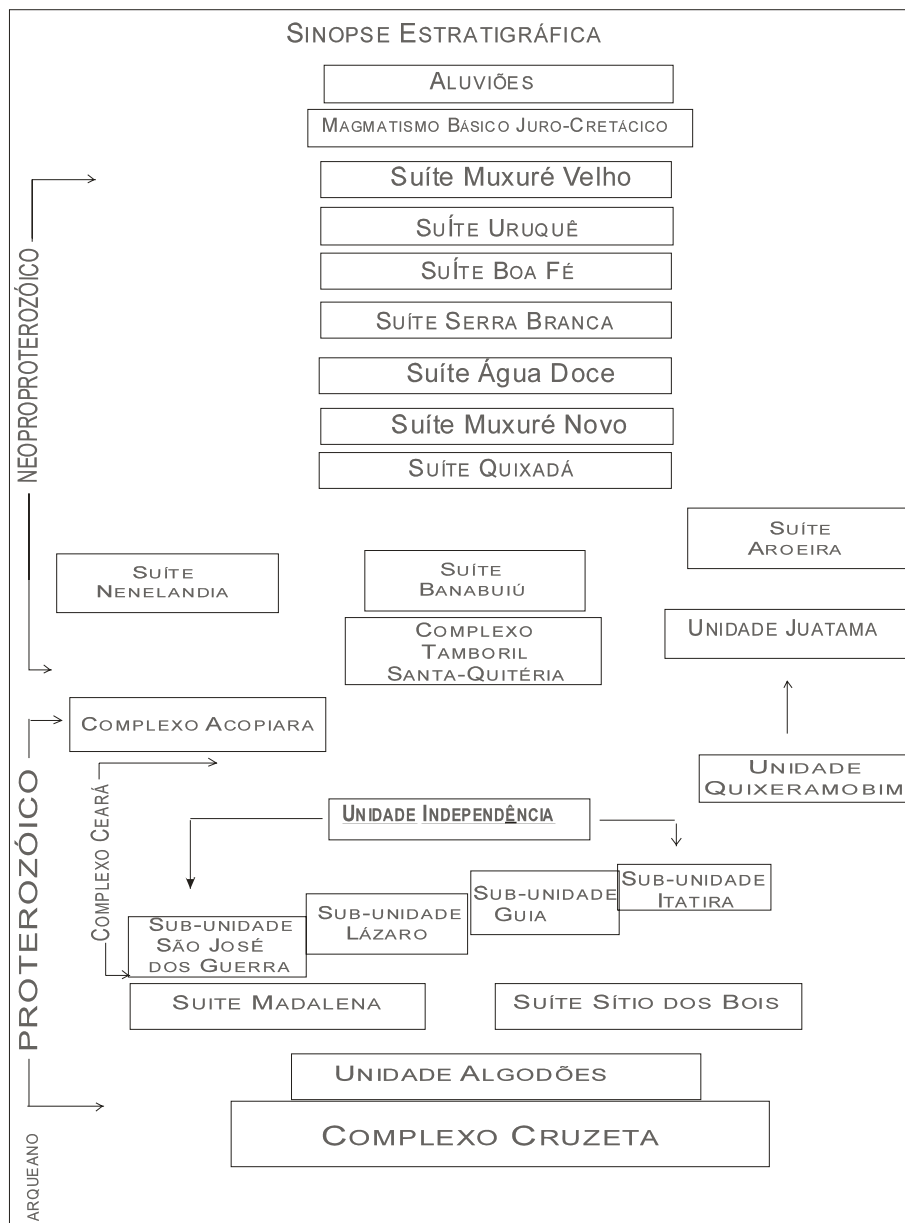 SINOPSE ESTRATIGRÁFICA
ALUVIÕES
MAGMATISMO BÁSICO JURO-CRETÁCICO
Suíte Muxuré Velho
SUÍTE URUQUÊ
SUÍTE BOA FÉ
SUÍTE SERRA BRANCA
Suíte Água Doce
Suíte Muxuré Novo
SUÍTE QUIXADÁ
NEOPROPROTEROZÓICO
SUÍTE
AROEIRA
SUÍTE
NENELANDIA
SUÍTE
BANABUIÚ
UNIDADE JUATAMA
COMPLEXO
TAMBORIL
SANTA-QUITÉRIA
COMPLEXO ACOPIARA
UNIDADE
QUIXERAMOBIM
PROTEROZÓICO
COMPLEXO CEARÁ
UNIDADE INDEPENDÊNCIA
SUB-UNIDADE
SÃO JOSÉ
DOS GUERRA
SUB-UNIDADE
LÁZARO
SUB-UNIDADE
GUIA
SUB-UNIDADE
ITATIRA
SUITE MADALENA
SUÍTE SÍTIO DOS BOIS
UNIDADE ALGODÕES
COMPLEXO CRUZETA
ARQUEANO